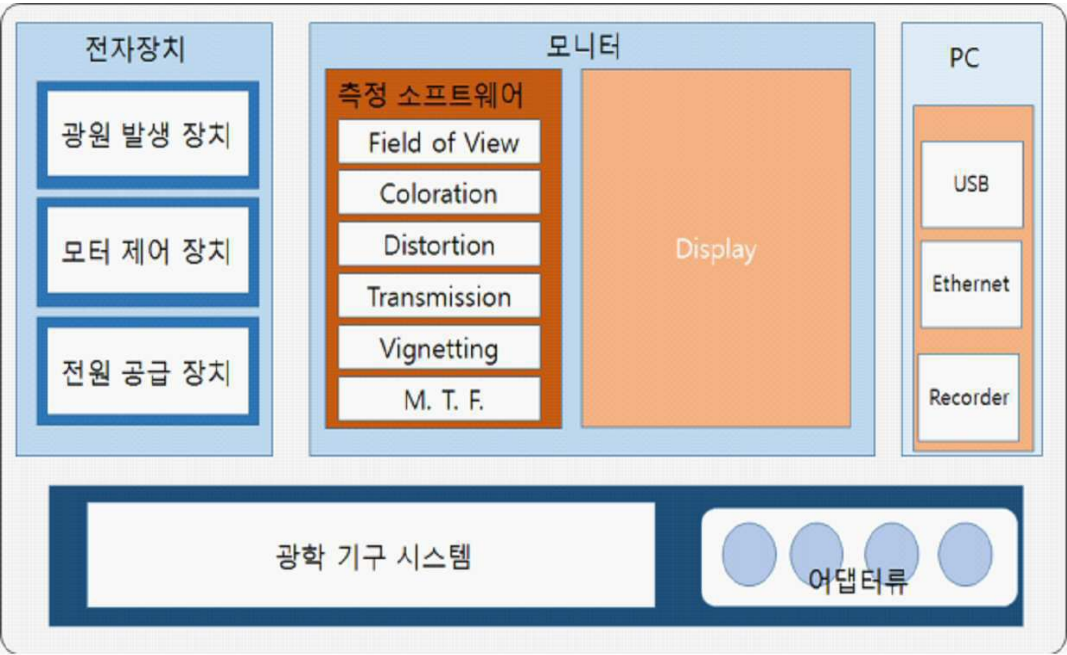 전자장치
광원 발생 장치
모터 제어 장치
전원 공급 장치
모니터
측정 소프트웨어
Field of View
Coloration
Distortion
Transmission
Vignetting
M. T. F.
Display
PC
USB
Ethernet
Recorder
광학 기구 시스템
어댑터류